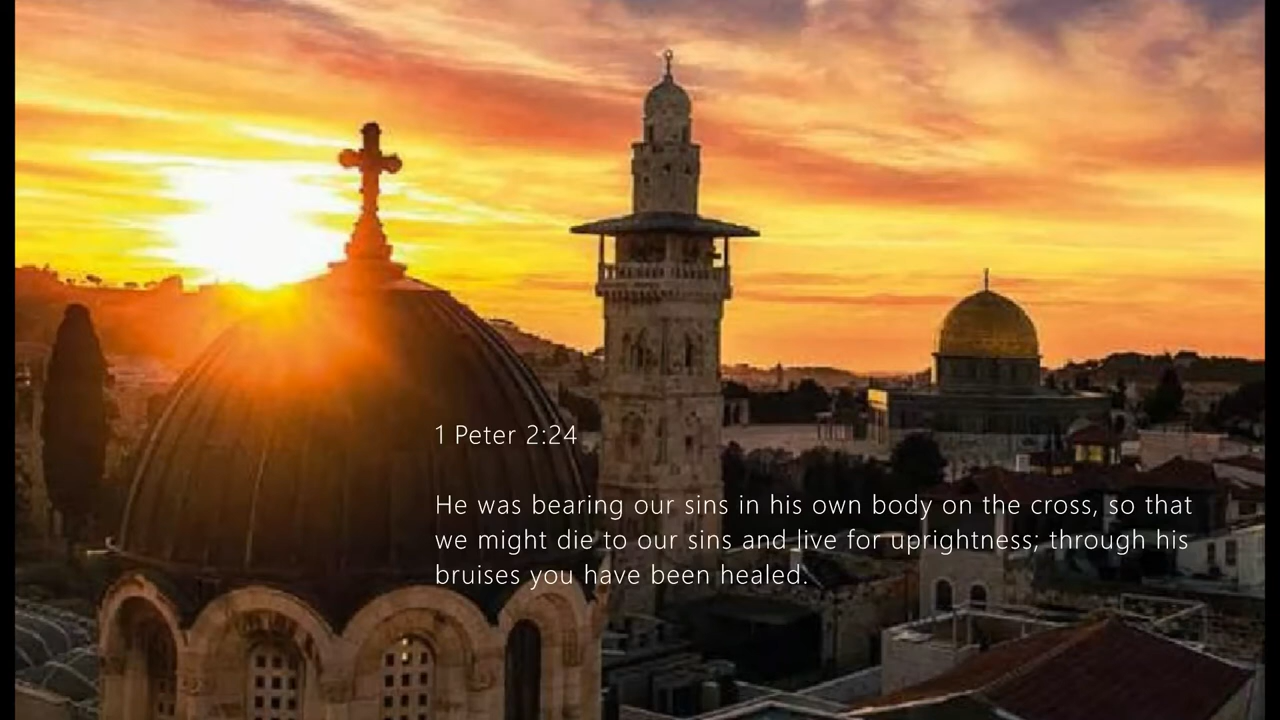 1 Peter 2:24
He was bearing our sins in his own body on the cross, so that
we might die to our sins and live for uprightness; through his
bruises you have been healed.